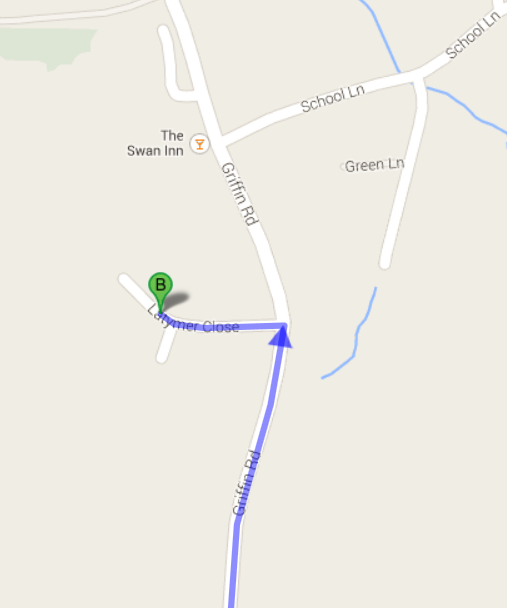 School Ln
School Ln
The
Swan Inn
Green Ln
Griffin Rd
B
Latymer Close
Griffin Rd